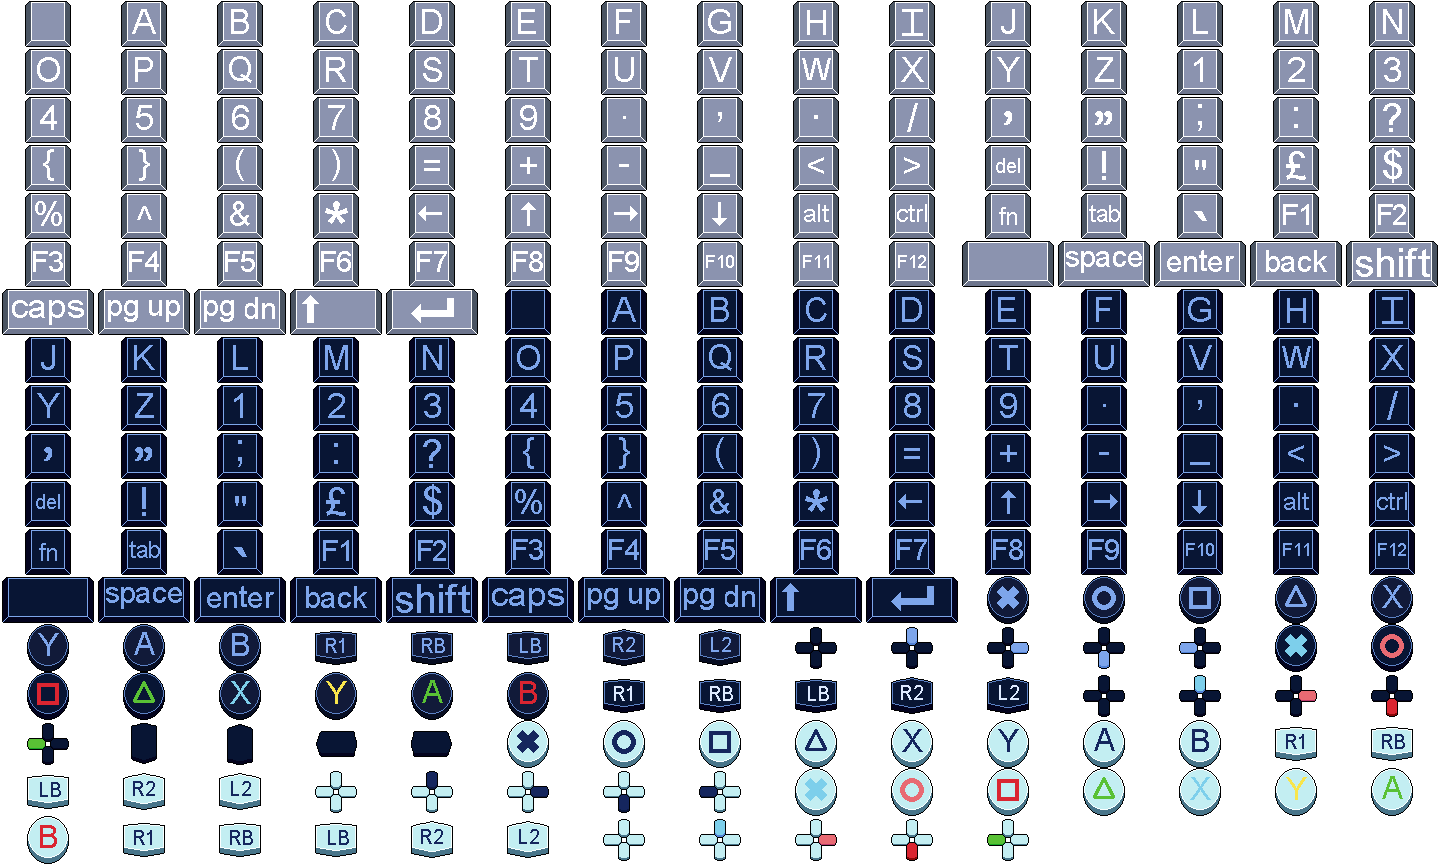 A B C D E F G H I J K L M N
O P Q R S T U V W X Y Z 1 2 3
4 5 6 7 8 9 · , · / ’ ” ; : ?
{ } ( ) = + - _ < > del ! " £ $
% ^ & * ← ↑ → ↓ alt ctrl fn tab ` F1 F2
F3 F4 F5 F6 F7 F8 F9 F10 F11 F12 space enter back shift
caps pg up pg dn ↑ ↵ A B C D E F G H I
J K L M N O P Q R S T U V W X
Y Z 1 2 3 4 5 6 7 8 9 · , · /
’ ” ; : ? { } ( ) = + - _ < >
del ! " £ $ % ^ & * ← ↑ → ↓ alt ctrl
fn tab ` F1 F2 F3 F4 F5 F6 F7 F8 F9 F10 F11 F12
space enter back shift caps pg up pg dn ↑ ↵ X
Y A B R1 RB LB R2 L2
X Y A B R1 RB LB R2 L2
X Y A B R1 RB
LB R2 L2 X Y A
B R1 RB LB R2 L2